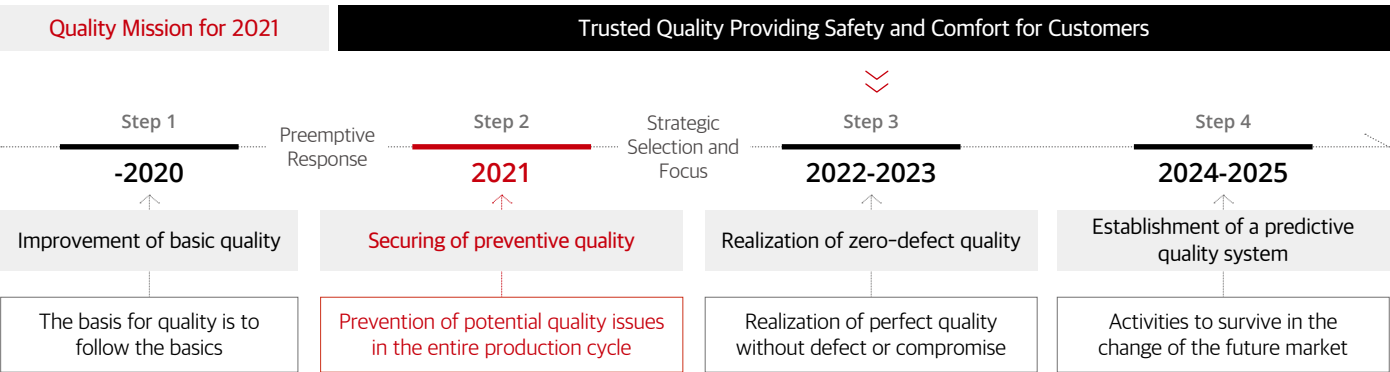 Quality Mission for 2021
Trusted Quality Providing Safety and Comfort for Customers
Step 1
-2020
Improvement of basic quality
The basis for quality is to
follow the basics
Preemptive
Response
Step 2
2021
Securing of preventive quality
Prevention of potential quality issues
in the entire production cycle
Strategic
Selection and
Focus
Step 3
2022-2023
Realization of zero-defect quality
Realization of perfect quality
without defect or compromise
Step 4
2024-2025
Establishment of a predictive
quality system
Activities to survive in the
change of the future market